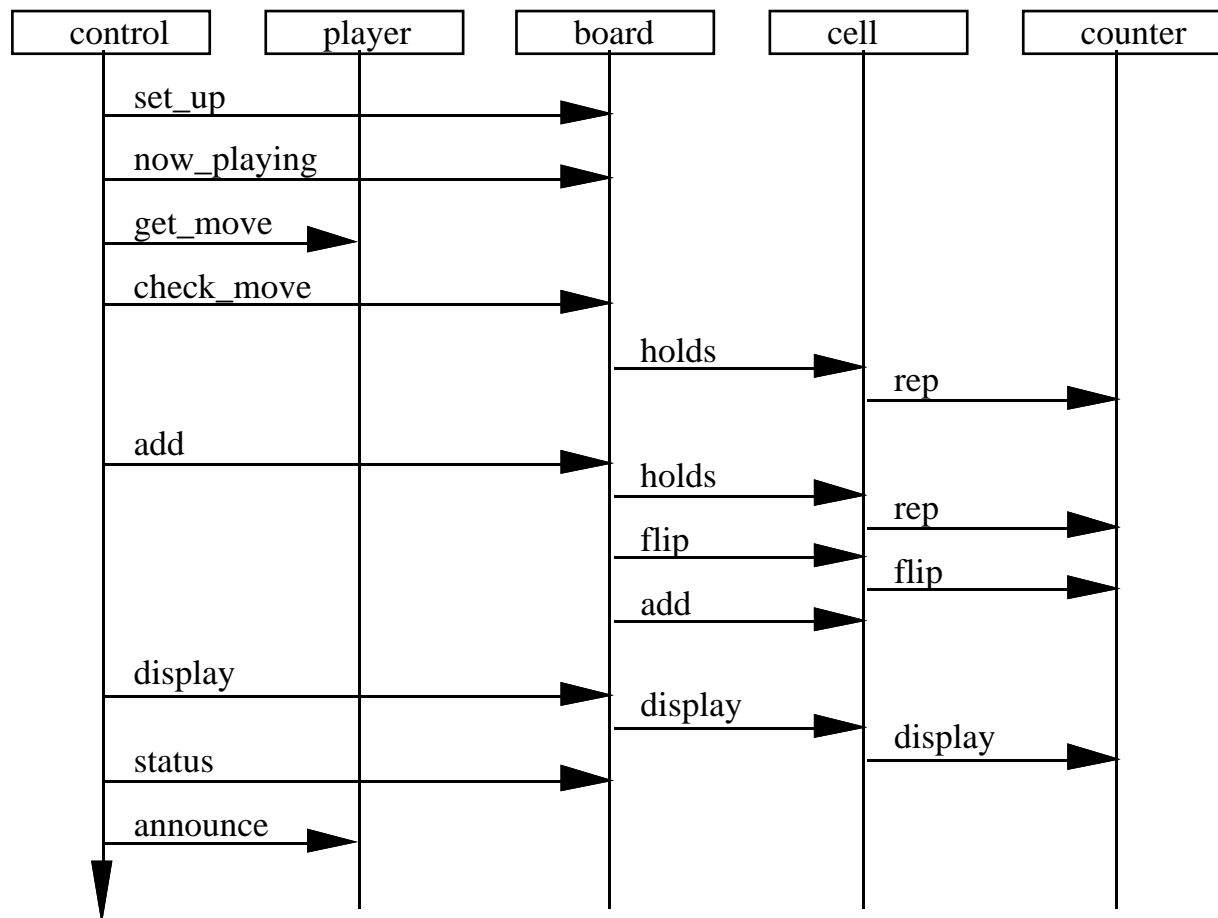 control player board cell counter
set_up
now_playing
get_move
check_move
holds
rep
add
holds
rep
flip
flip
add
display
display
display
status
announce